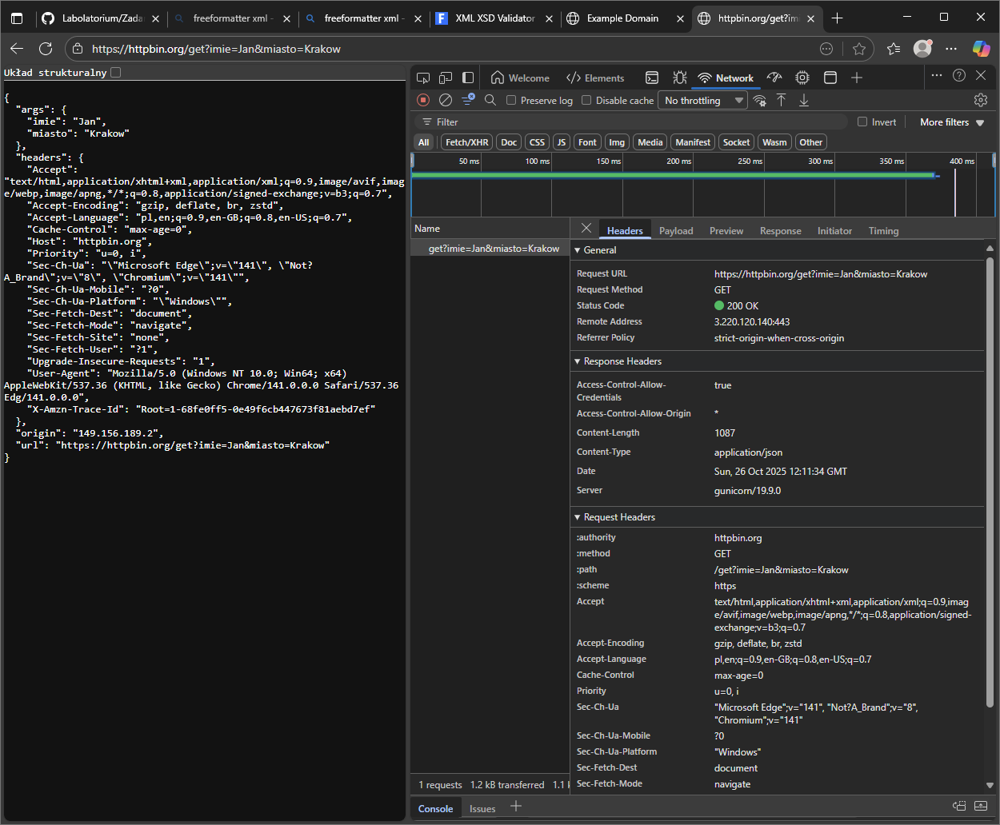 Labolatorium/Zada
freeformatter xml -
freeformatter xml -
XML XSD Validator
Example Domain
httpbin.org/get?imi
https://httpbin.org/get?imie=Jan&miasto=Krakow
Układ strukturalny
{
"args": {
"imie": "Jan",
"miasto": "Krakow"
},
"headers": {
"Accept":
"text/html,application/xhtml+xml,application/xml;q=0.9,image/avif,imag
e/webp,image/apng,*/*;q=0.8,application/signed-exchange;v=b3;q=0.7",
"Accept-Encoding": "gzip, deflate, br, zstd",
"Accept-Language": "pl,en;q=0.9,en-GB;q=0.8,en-US;q=0.7",
"Cache-Control": "max-age=0",
"Host": "httpbin.org",
"Priority": "u=0, i",
"Sec-Ch-Ua": "\"Microsoft Edge\";v=\"141\", \"Not?
A_Brand\";v=\"8\", \"Chromium\";v=\"141\"",
"Sec-Ch-Ua-Mobile": "?0",
"Sec-Ch-Ua-Platform": "\"Windows\"",
"Sec-Fetch-Dest": "document",
"Sec-Fetch-Mode": "navigate",
"Sec-Fetch-Site": "none",
"Sec-Fetch-User": "?1",
"Upgrade-Insecure-Requests": "1",
"User-Agent": "Mozilla/5.0 (Windows NT 10.0; Win64; x64)
AppleWebKit/537.36 (KHTML, like Gecko) Chrome/141.0.0.0 Safari/537.36
Edg/141.0.0.0",
"X-Amzn-Trace-Id": "Root=1-68fe0ff5-0e49f6cb447673f81aebd7ef"
},
"origin": "149.156.189.2",
"url": "https://httpbin.org/get?imie=Jan&miasto=Krakow"
}
Welcome
Elements
Network
Preserve log
Disable cache
No throttling
Filter
Invert
More filters
All
Fetch/XHR
Doc
CSS
JS
Font
Img
Media
Manifest
Socket
Wasm
Other
50 ms
100 ms
150 ms
200 ms
250 ms
300 ms
350 ms
400 ms
Name
get?imie=Jan&miasto=Krakow
Headers
Payload
Preview
Response
Initiator
Timing
General
Request URL https://httpbin.org/get?imie=Jan&miasto=Krakow
Request Method GET
Status Code 200 OK
Remote Address 3.220.120.140:443
Referrer Policy strict-origin-when-cross-origin
Response Headers
Access-Control-Allow- true
Credentials
Access-Control-Allow-Origin *
Content-Length 1087
Content-Type application/json
Date Sun, 26 Oct 2025 12:11:34 GMT
Server gunicorn/19.9.0
Request Headers
:authority httpbin.org
:method GET
:path /get?imie=Jan&miasto=Krakow
:scheme https
Accept text/html,application/xhtml+xml,application/xml;q=0.9,imag
e/avif,image/webp,image/apng,*/*;q=0.8,application/signed-
exchange;v=b3;q=0.7
Accept-Encoding gzip, deflate, br, zstd
Accept-Language pl,en;q=0.9,en-GB;q=0.8,en-US;q=0.7
Cache-Control max-age=0
Priority u=0, i
Sec-Ch-Ua "Microsoft Edge";v="141", "Not?A_Brand";v="8",
"Chromium";v="141"
Sec-Ch-Ua-Mobile ?0
Sec-Ch-Ua-Platform "Windows"
Sec-Fetch-Dest document
Sec-Fetch-Mode navigate
1 requests
1.2 kB transferred
1.1
Console
Issues